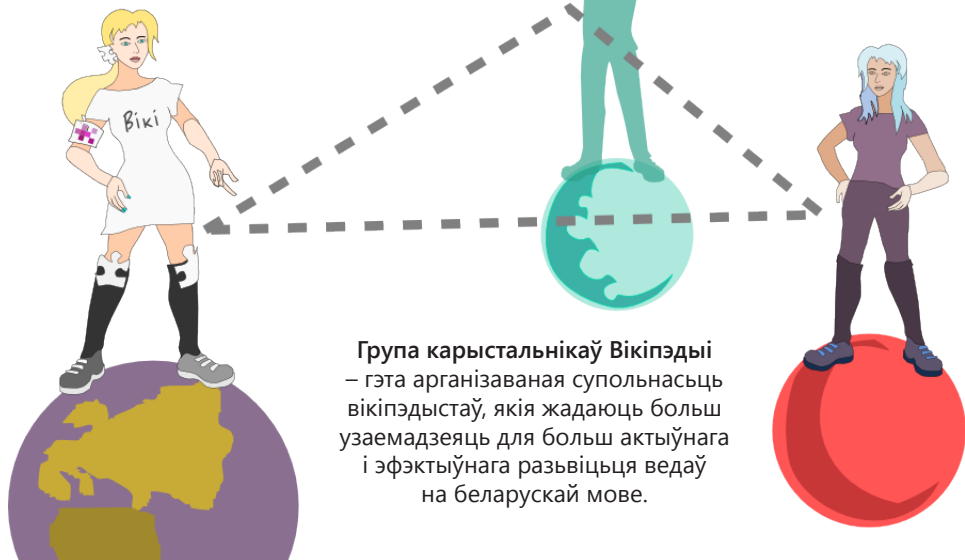 Вікі
Група карыстальнікаў Вікіпэдыі
– гэта арганізаваная супольнасьць
вікіпэдыстаў, якія жадаюць больш
узаемадзеяць для больш актыўнага
і эфэктыўнага разьвіцьця ведаў
на беларускай мове.